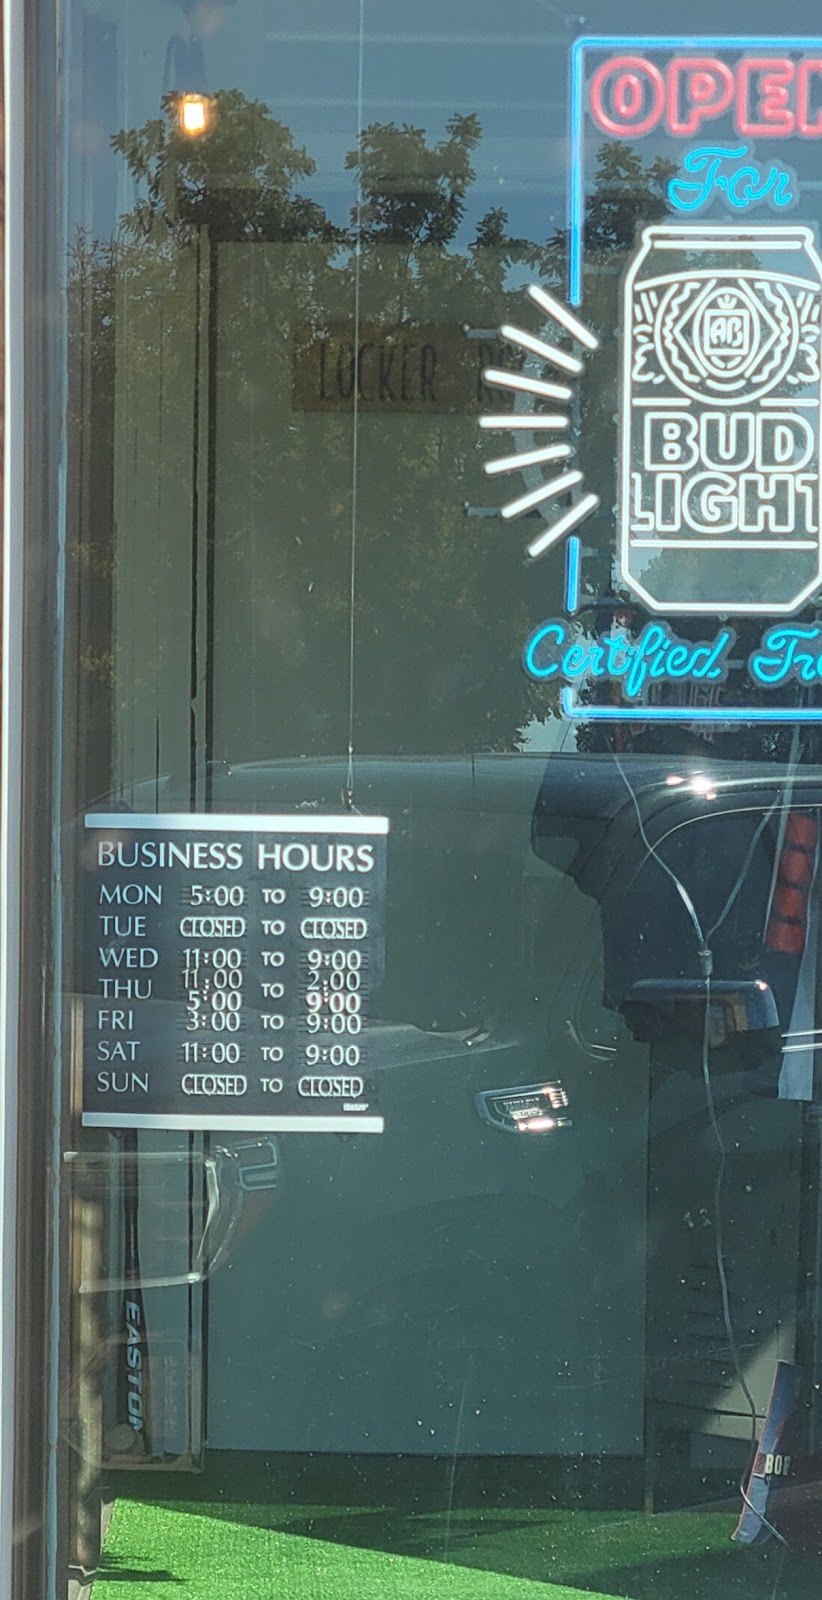 OPEN
For
AB
LOCKER
BUD
LIGHT
Certified
BUSINESS HOURS
MON 5:00 TO 9:00
TUE CLOSED TO CLOSED
WED 11:00 TO 9:00
THU 11:00 TO 2:00
5:00 9:00
FRI 3:00 TO 9:00
SAT 11:00 TO 9:00
SUN CLOSED TO CLOSED
EASTON